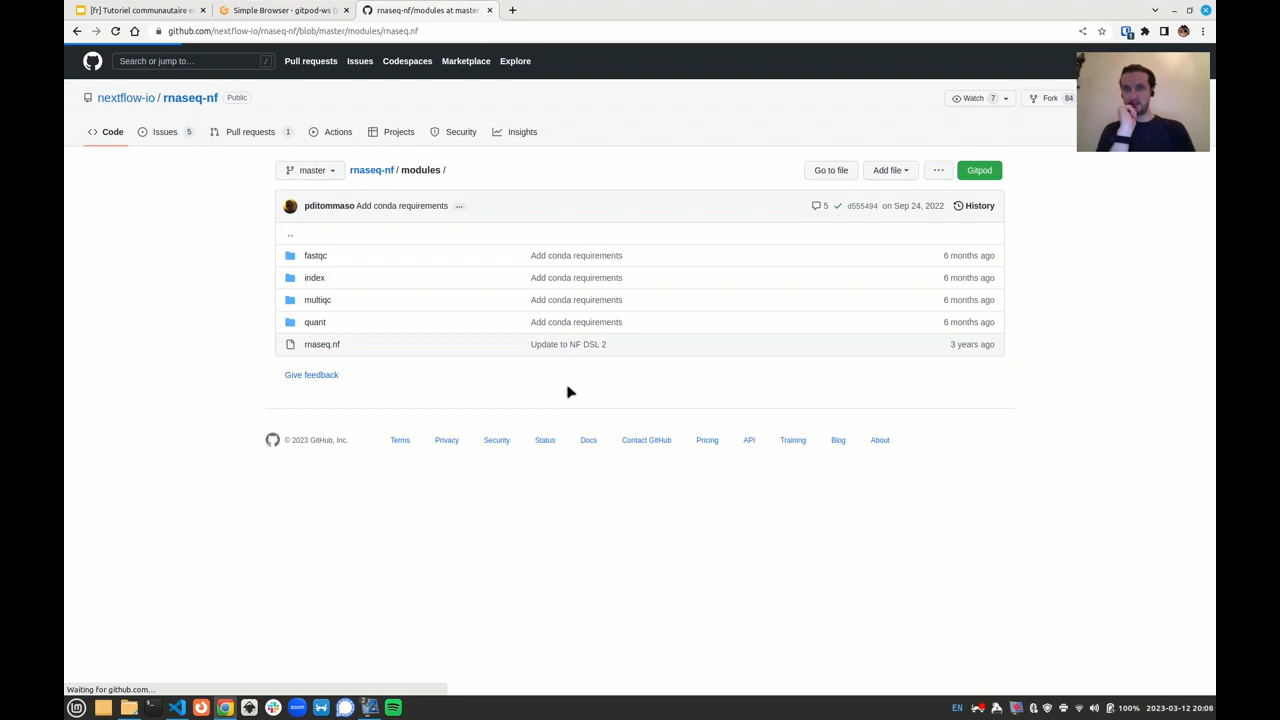 [fr] Tutoriel communautaire e
Simple Browser - gitpod-ws (
rnaseq-nf/modules at master
github.com/nextflow-io/rnaseq-nf/blob/master/modules/rnaseq.nf
Search or jump to… /
Pull requests Issues Codespaces Marketplace Explore
nextflow-io / rnaseq-nf Public
Watch 7 Fork 84
Code Issues 5 Pull requests 1 Actions Projects Security Insights
master rnaseq-nf / modules / Go to file Add file ··· Gitpod
pditommaso Add conda requirements … 5 d555494 on Sep 24, 2022 History
..
fastqc Add conda requirements 6 months ago
index Add conda requirements 6 months ago
multiqc Add conda requirements 6 months ago
quant Add conda requirements 6 months ago
rnaseq.nf Update to NF DSL 2 3 years ago
Give feedback
© 2023 GitHub, Inc. Terms Privacy Security Status Docs Contact GitHub Pricing API Training Blog About
Waiting for github.com…
zoom
EN 100% 2023-03-12 20:08